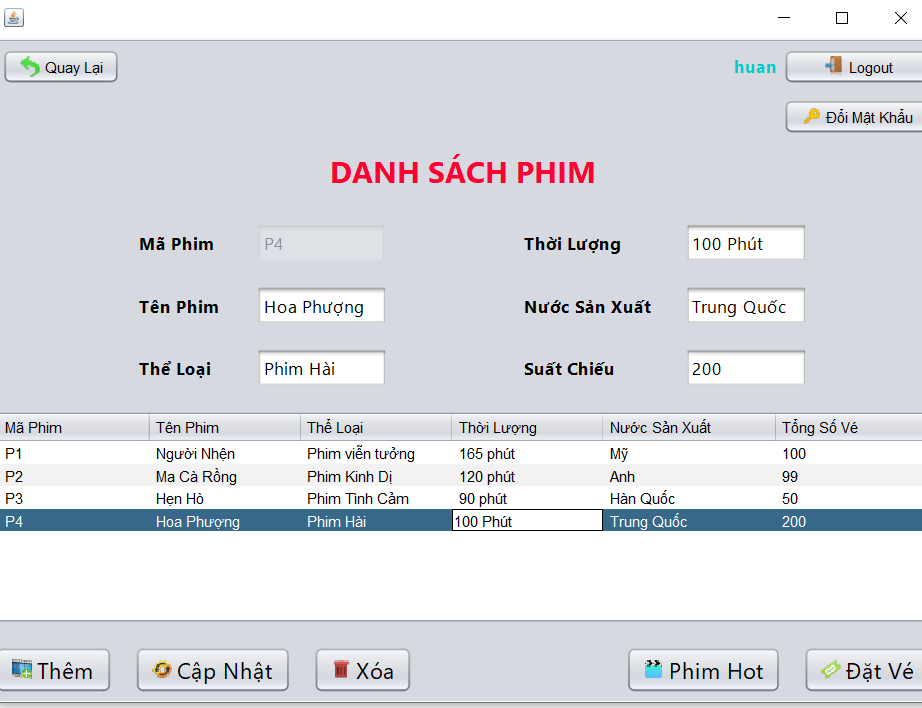 Quay Lại huan Logout
Đổi Mật Khẩu
DANH SÁCH PHIM
Mã Phim P4 Thời Lượng 100 Phút
Tên Phim Hoa Phượng Nước Sản Xuất Trung Quốc
Thể Loại Phim Hài Suất Chiếu 200
Mã Phim Tên Phim Thể Loại Thời Lượng Nước Sản Xuất Tổng Số Vé
P1 Người Nhện Phim viễn tưởng 165 phút Mỹ 100
P2 Ma Cà Rồng Phim Kinh Dị 120 phút Anh 99
P3 Hẹn Hò Phim Tình Cảm 90 phút Hàn Quốc 50
P4 Hoa Phượng Phim Hài 100 Phút Trung Quốc 200
Thêm Cập Nhật Xóa Phim Hot Đặt Vé